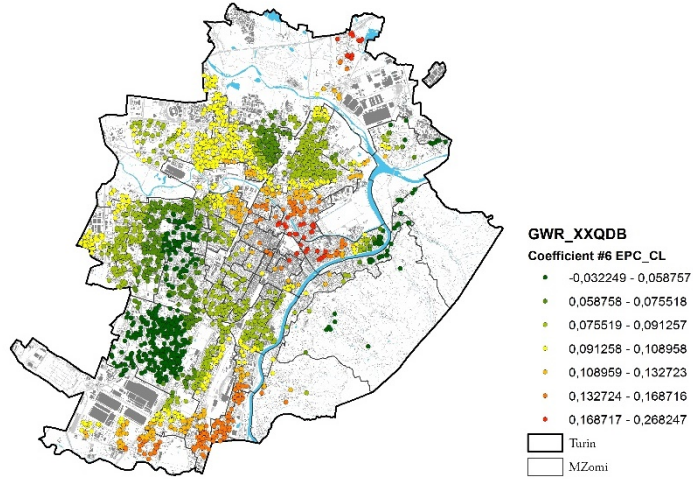 GWR_XXQDB
Coefficient #6 EPC_CL
-0,032249 - 0,058757
0,058758 - 0,075518
0,075519 - 0,091257
0,091258 - 0,108958
0,108959 - 0,132723
0,132724 - 0,168716
0,168717 - 0,268247
Turin
MZomi